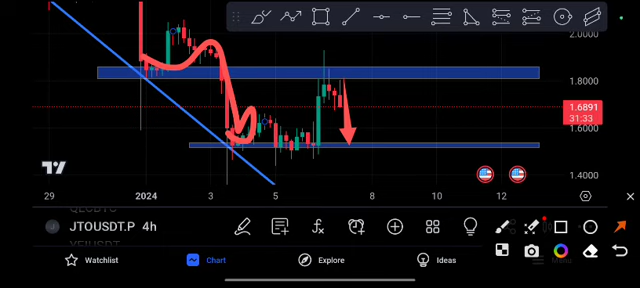 2.0000
1.8000
1.6891
31:33
1.6000
1.4000
29 2024 3 5 8 10 12
JTOUSDT.P 4h
Watchlist Chart Explore Ideas